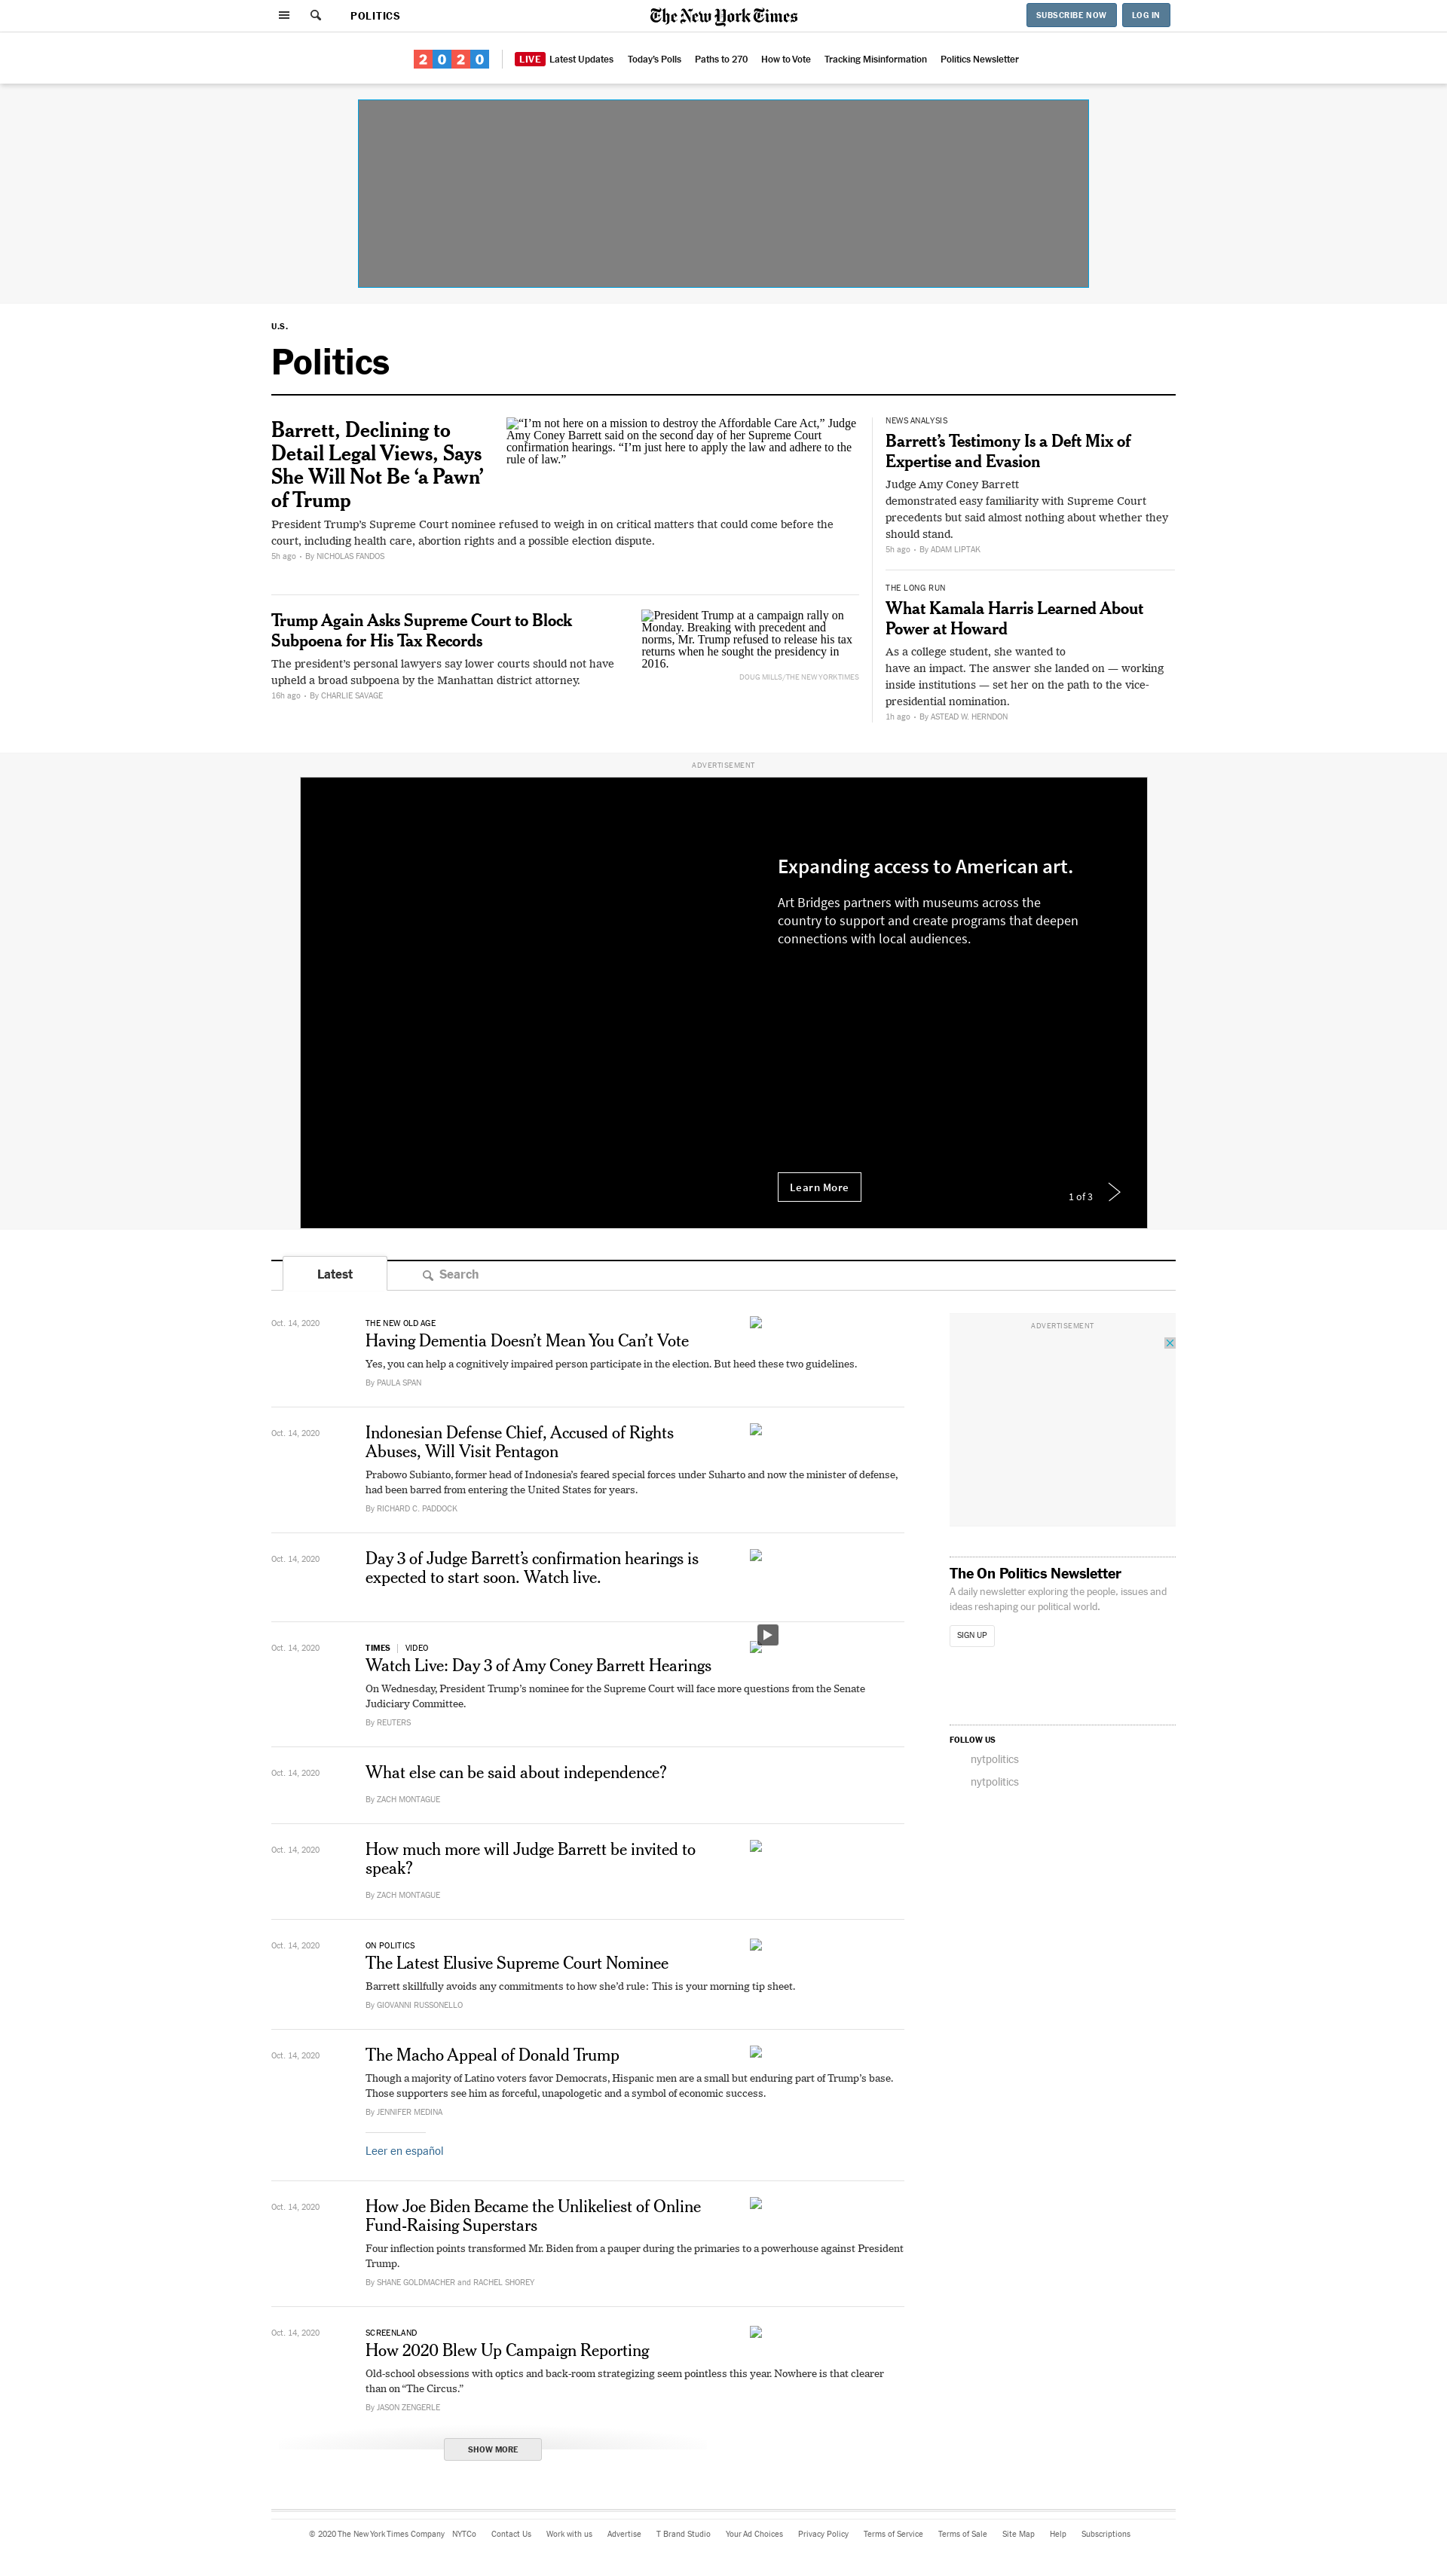 POLITICS
The New York Times
SUBSCRIBE NOW
LOG IN
2020
LIVE Latest Updates
Today's Polls
Paths to 270
How to Vote
Tracking Misinformation
Politics Newsletter
U.S.
Politics
Barrett, Declining to
Detail Legal Views, Says
She Will Not Be ‘a Pawn’
of Trump
“I’m not here on a mission to destroy the Affordable Care Act,” Judge
Amy Coney Barrett said on the second day of her Supreme Court
confirmation hearings. “I’m just here to apply the law and adhere to the
rule of law.”
President Trump’s Supreme Court nominee refused to weigh in on critical matters that could come before the
court, including health care, abortion rights and a possible election dispute.
5h ago • By NICHOLAS FANDOS
Trump Again Asks Supreme Court to Block
Subpoena for His Tax Records
The president’s personal lawyers say lower courts should not have
upheld a broad subpoena by the Manhattan district attorney.
16h ago • By CHARLIE SAVAGE
President Trump at a campaign rally on
Monday. Breaking with precedent and
norms, Mr. Trump refused to release his tax
returns when he sought the presidency in
2016.
DOUG MILLS/THE NEW YORK TIMES
NEWS ANALYSIS
Barrett’s Testimony Is a Deft Mix of
Expertise and Evasion
Judge Amy Coney Barrett
demonstrated easy familiarity with Supreme Court
precedents but said almost nothing about whether they
should stand.
5h ago • By ADAM LIPTAK
THE LONG RUN
What Kamala Harris Learned About
Power at Howard
As a college student, she wanted to
have an impact. The answer she landed on — working
inside institutions — set her on the path to the vice-
presidential nomination.
1h ago • By ASTEAD W. HERNDON
ADVERTISEMENT
Expanding access to American art.
Art Bridges partners with museums across the
country to support and create programs that deepen
connections with local audiences.
Learn More
1 of 3
Latest
Search
Oct. 14, 2020
THE NEW OLD AGE
Having Dementia Doesn’t Mean You Can’t Vote
Yes, you can help a cognitively impaired person participate in the election. But heed these two guidelines.
By PAULA SPAN
Oct. 14, 2020
Indonesian Defense Chief, Accused of Rights
Abuses, Will Visit Pentagon
Prabowo Subianto, former head of Indonesia’s feared special forces under Suharto and now the minister of defense,
had been barred from entering the United States for years.
By RICHARD C. PADDOCK
Oct. 14, 2020
Day 3 of Judge Barrett’s confirmation hearings is
expected to start soon. Watch live.
Oct. 14, 2020
TIMES | VIDEO
Watch Live: Day 3 of Amy Coney Barrett Hearings
On Wednesday, President Trump’s nominee for the Supreme Court will face more questions from the Senate
Judiciary Committee.
By REUTERS
Oct. 14, 2020
What else can be said about independence?
By ZACH MONTAGUE
Oct. 14, 2020
How much more will Judge Barrett be invited to
speak?
By ZACH MONTAGUE
Oct. 14, 2020
ON POLITICS
The Latest Elusive Supreme Court Nominee
Barrett skillfully avoids any commitments to how she’d rule: This is your morning tip sheet.
By GIOVANNI RUSSONELLO
Oct. 14, 2020
The Macho Appeal of Donald Trump
Though a majority of Latino voters favor Democrats, Hispanic men are a small but enduring part of Trump’s base.
Those supporters see him as forceful, unapologetic and a symbol of economic success.
By JENNIFER MEDINA
Leer en español
Oct. 14, 2020
How Joe Biden Became the Unlikeliest of Online
Fund-Raising Superstars
Four inflection points transformed Mr. Biden from a pauper during the primaries to a powerhouse against President
Trump.
By SHANE GOLDMACHER and RACHEL SHOREY
Oct. 14, 2020
SCREENLAND
How 2020 Blew Up Campaign Reporting
Old-school obsessions with optics and back-room strategizing seem pointless this year. Nowhere is that clearer
than on “The Circus.”
By JASON ZENGERLE
SHOW MORE
ADVERTISEMENT
The On Politics Newsletter
A daily newsletter exploring the people, issues and
ideas reshaping our political world.
SIGN UP
FOLLOW US
nytpolitics
nytpolitics
© 2020 The New York Times Company
NYTCo
Contact Us
Work with us
Advertise
T Brand Studio
Your Ad Choices
Privacy Policy
Terms of Service
Terms of Sale
Site Map
Help
Subscriptions